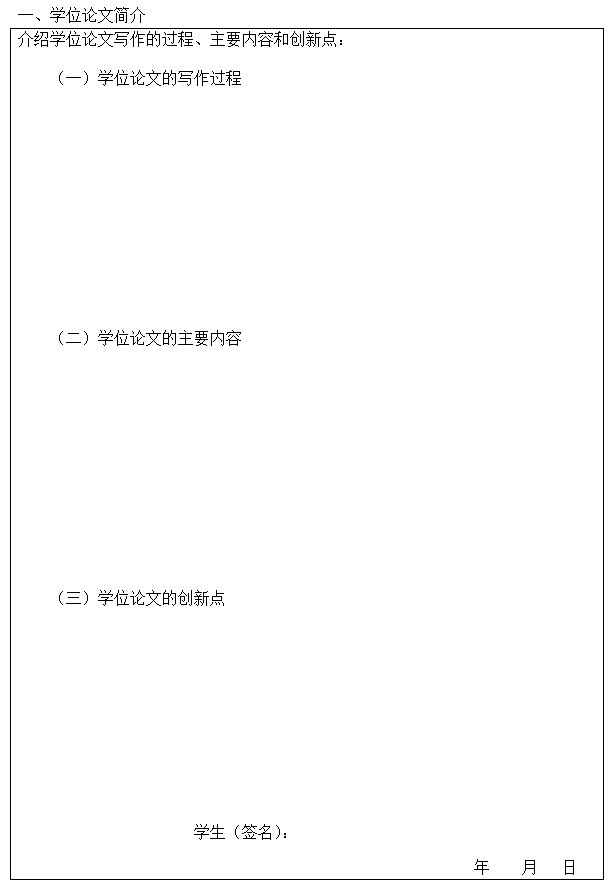 一、学位论文简介
介绍学位论文写作的过程、主要内容和创新点：
（一）学位论文的写作过程
（二）学位论文的主要内容
（三）学位论文的创新点
学生（签名）：
年 月 日